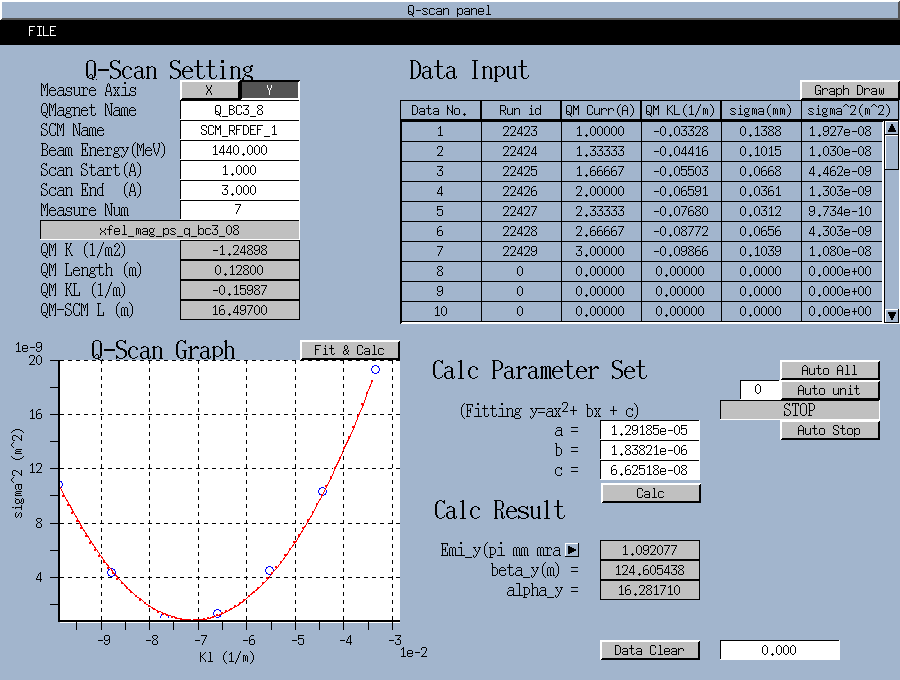 Q-scan panel
FILE
Q-Scan Setting
Measure Axis X Y
QMagnet Name Q_BC3_8
SCM Name SCM_RFDEF_1
Beam Energy(MeV) 1440.000
Scan Start(A) 1.000
Scan End (A) 3.000
Measure Num 7
xfel_mag_ps_q_bc3_08
QM K (1/m2) -1.24898
QM Length (m) 0.12800
QM KL (1/m) -0.15987
QM-SCM L (m) 16.49700
Data Input
Graph Draw
Data No. Run id QM Curr(A) QM KL(1/m) sigma(mm) sigma^2(m^2)
1 22423 1.00000 -0.03328 0.1388 1.927e-08
2 22424 1.33333 -0.04416 0.1015 1.030e-08
3 22425 1.66667 -0.05503 0.0668 4.462e-09
4 22426 2.00000 -0.06591 0.0361 1.303e-09
5 22427 2.33333 -0.07680 0.0312 9.734e-10
6 22428 2.66667 -0.08772 0.0656 4.303e-09
7 22429 3.00000 -0.09866 0.1039 1.080e-08
8 0 0.00000 0.00000 0.0000 0.000e+00
9 0 0.00000 0.00000 0.0000 0.000e+00
10 0 0.00000 0.00000 0.0000 0.000e+00
Q-Scan Graph
Fit & Calc
1e-9
20
16
12
8
4
sigma^2 (m^2)
-9 -8 -7 -6 -5 -4 -3
1e-2
Kl (1/m)
Calc Parameter Set
Auto All
0 Auto unit
STOP
Auto Stop
(Fitting y=ax2+ bx + c)
a = 1.29185e-05
b = 1.83821e-06
c = 6.62518e-08
Calc
Calc Result
Emi_y(pi mm mra 1.092077
beta_y(m) = 124.605438
alpha_y = 16.281710
Data Clear 0.000